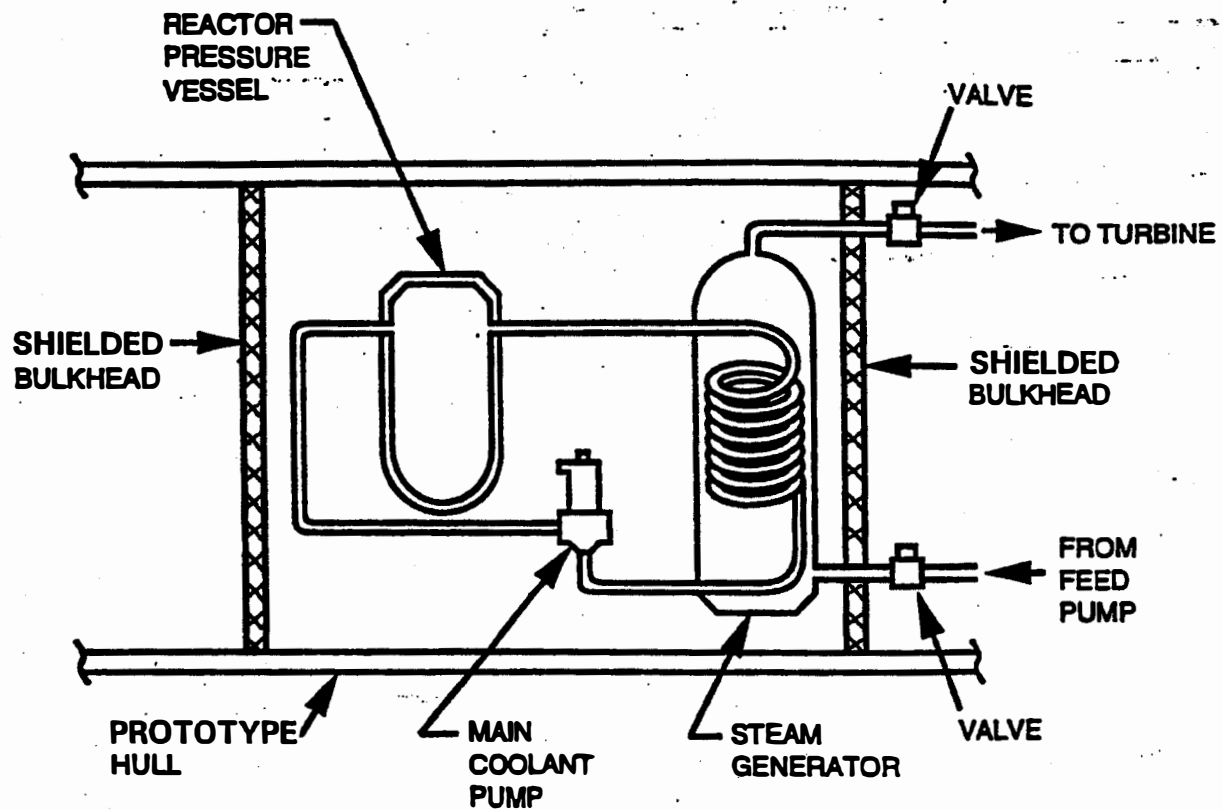 REACTOR
PRESSURE
VESSEL
VALVE
TO TURBINE
SHIELDED
BULKHEAD
SHIELDED
BULKHEAD
FROM
FEED
PUMP
PROTOTYPE
HULL
MAIN
COOLANT
PUMP
STEAM
GENERATOR
VALVE